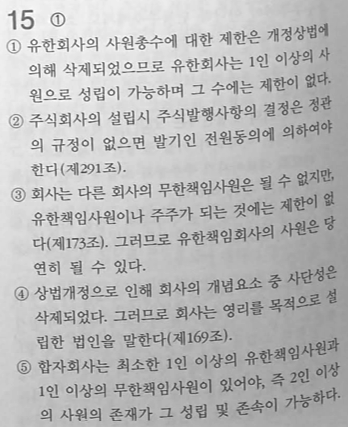 15 ①
① 유한회사의 사원총수에 대한 제한은 개정상법에
의해 삭제되었으므로 유한회사는 1인 이상의 사
원으로 성립이 가능하며 그 수에는 제한이 없다.
② 주식회사의 설립시 주식발행사항의 결정은 정관
의 규정이 없으면 발기인 전원동의에 의하여야
한다(제291조).
③ 회사는 다른 회사의 무한책임사원은 될 수 없지만,
유한책임사원이나 주주가 되는 것에는 제한이 없
다(제173조). 그러므로 유한책임회사의 사원은 당
연히 될 수 있다.
④ 상법개정으로 인해 회사의 개념요소 중 사단성은
삭제되었다. 그러므로 회사는 영리를 목적으로 설
립한 법인을 말한다(제169조).
⑤ 합자회사는 최소한 1인 이상의 유한책임사원과
1인 이상의 무한책임사원이 있어야, 즉 2인 이상
의 사원의 존재가 그 성립 및 존속이 가능하다.